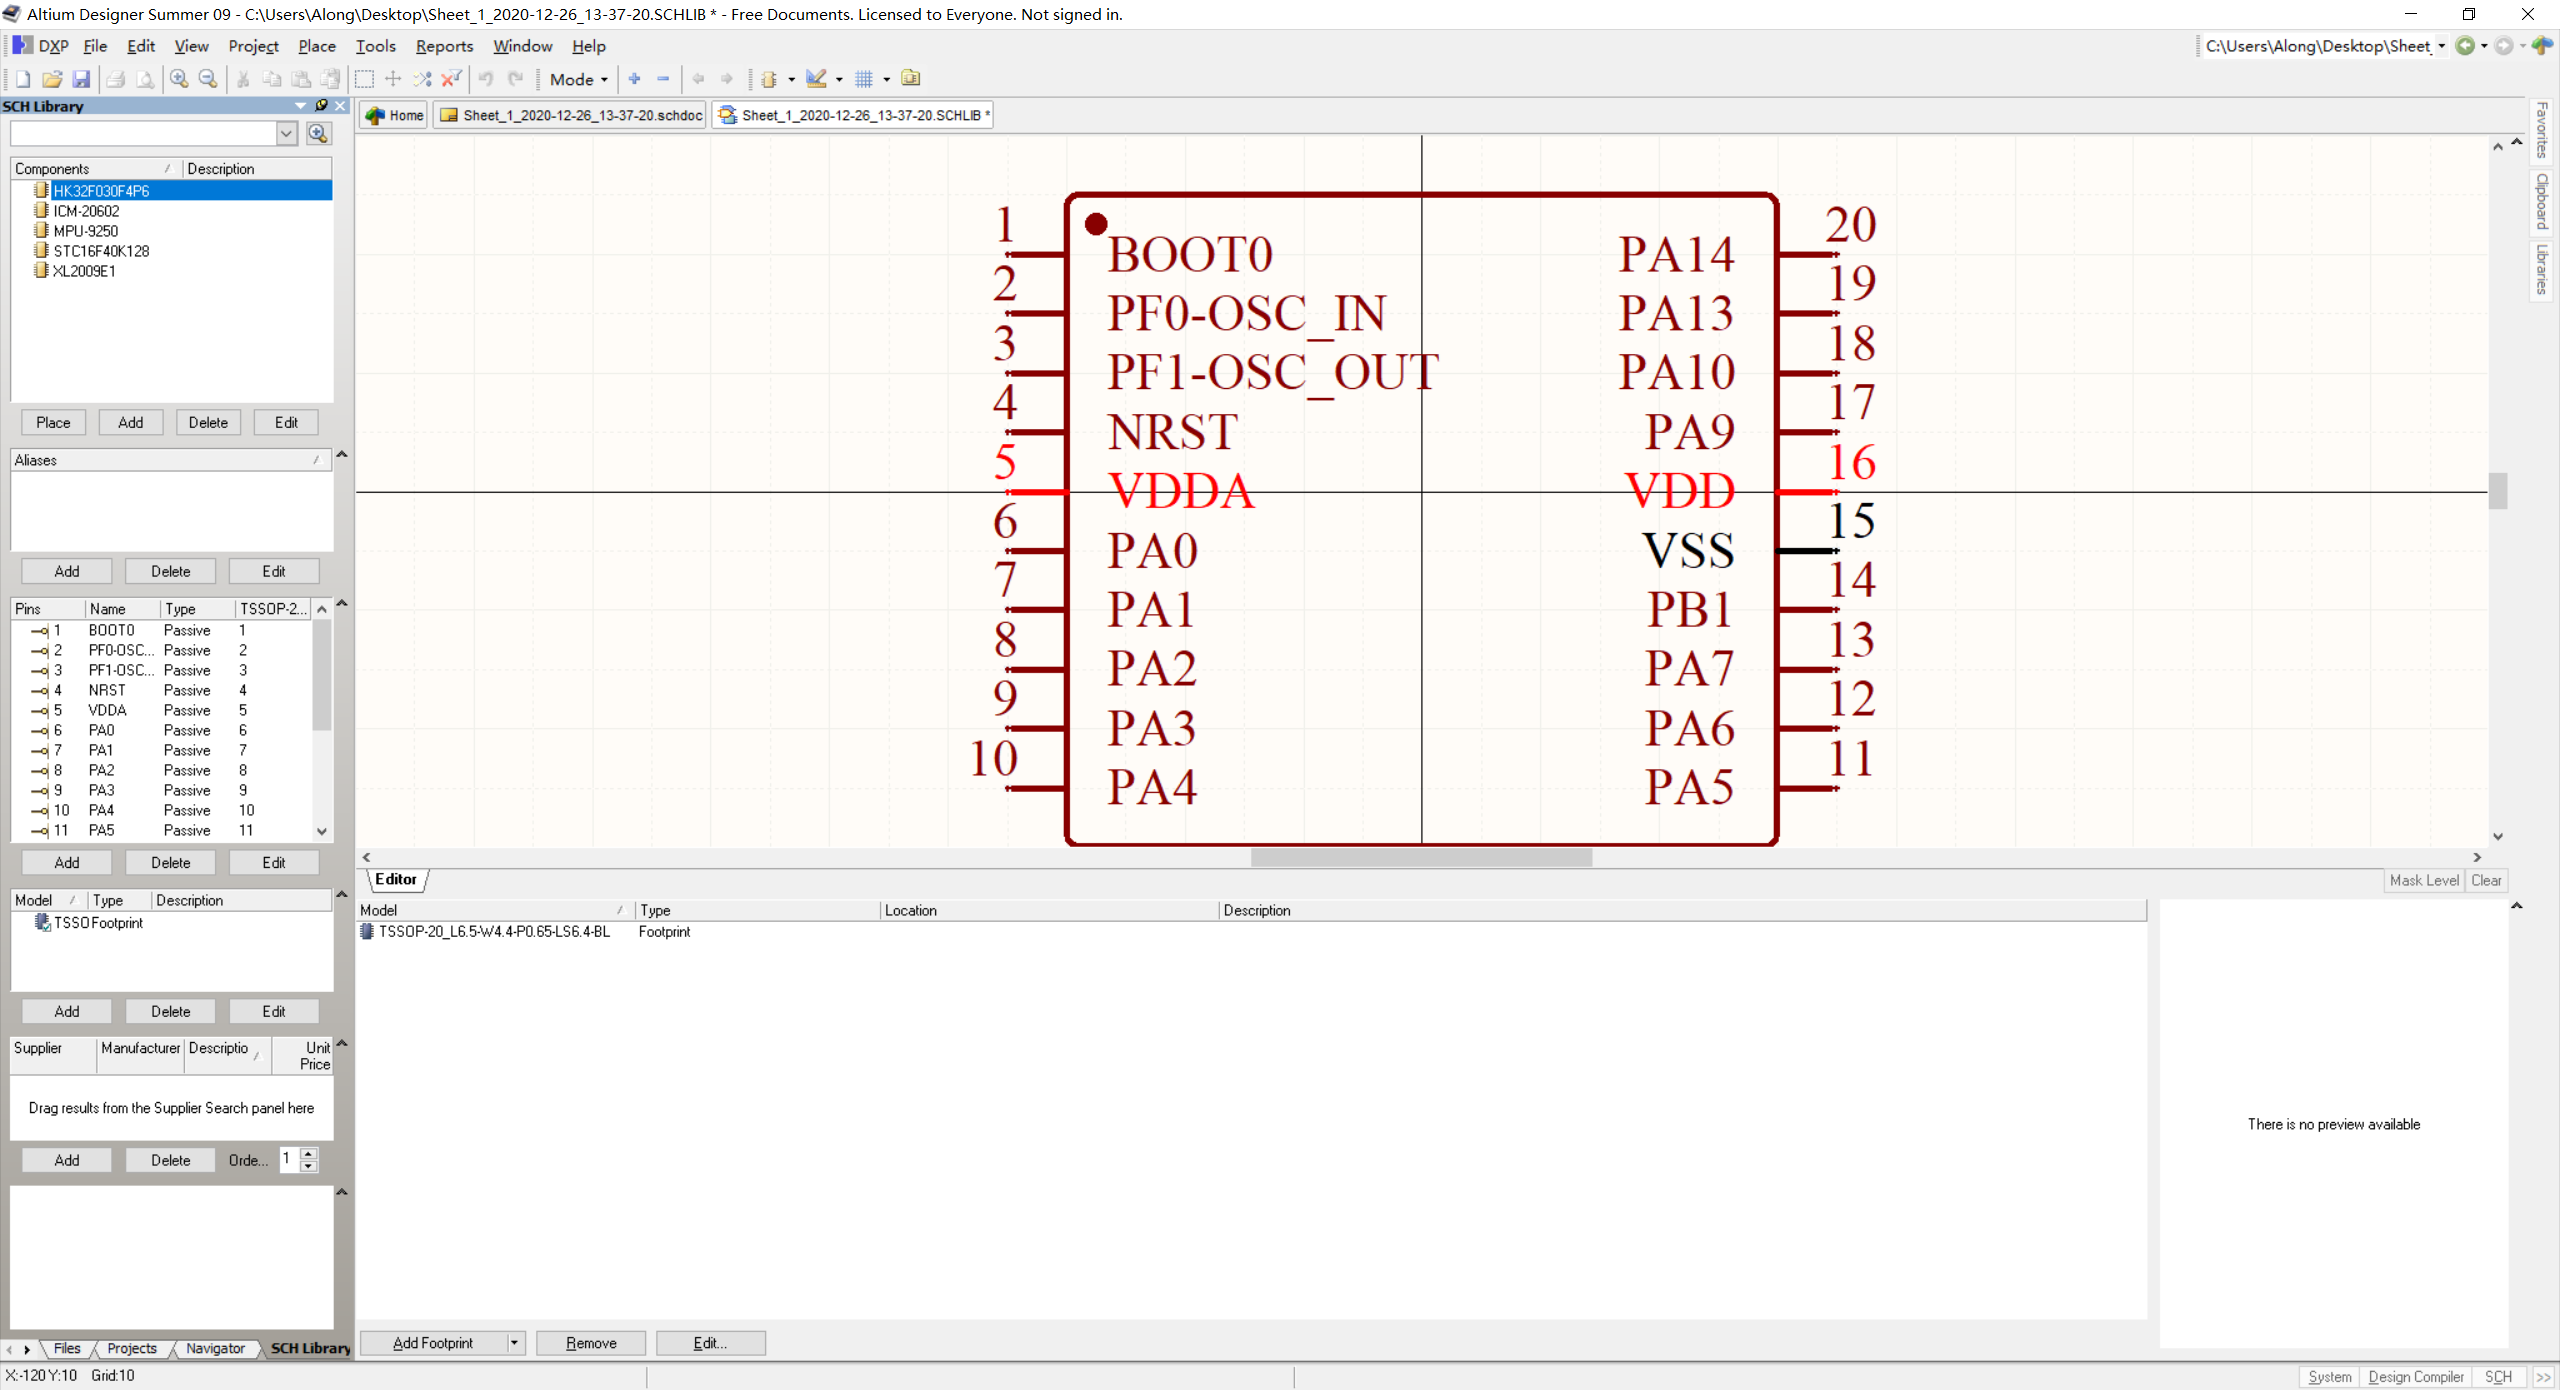 Altium Designer Summer 09 - C:\Users\Along\Desktop\Sheet_1_2020-12-26_13-37-20.SCHLIB * - Free Documents. Licensed to Everyone. Not signed in.
DXP File Edit View Project Place Tools Reports Window Help
C:\Users\Along\Desktop\Sheet_
Mode
SCH Library
Home
Sheet_1_2020-12-26_13-37-20.schdoc
Sheet_1_2020-12-26_13-37-20.SCHLIB *
Components Description
HK32F030F4P6
ICM-20602
MPU-9250
STC16F40K128
XL2009E1
Place Add Delete Edit
Aliases
Add Delete Edit
Pins Name Type TSSOP-2...
1 BOOT0 Passive 1
2 PF0-OSC... Passive 2
3 PF1-OSC... Passive 3
4 NRST Passive 4
5 VDDA Passive 5
6 PA0 Passive 6
7 PA1 Passive 7
8 PA2 Passive 8
9 PA3 Passive 9
10 PA4 Passive 10
11 PA5 Passive 11
Add Delete Edit
Model Type Description
TSSO Footprint
Add Delete Edit
Supplier Manufacturer Descriptio Unit Price
Drag results from the Supplier Search panel here
Add Delete Orde... 1
Files Projects Navigator SCH Library
X:-120 Y:10 Grid:10
1 BOOT0 PA14 20
2 PF0-OSC_IN PA13 19
3 PF1-OSC_OUT PA10 18
4 NRST PA9 17
5 VDDA VDD 16
6 PA0 VSS 15
7 PA1 PB1 14
8 PA2 PA7 13
9 PA3 PA6 12
10 PA4 PA5 11
Favorites
Clipboard
Libraries
Editor
Mask Level Clear
Model Type Location Description
TSSOP-20_L6.5-W4.4-P0.65-LS6.4-BL Footprint
There is no preview available
Add Footprint Remove Edit...
System Design Compiler SCH >>